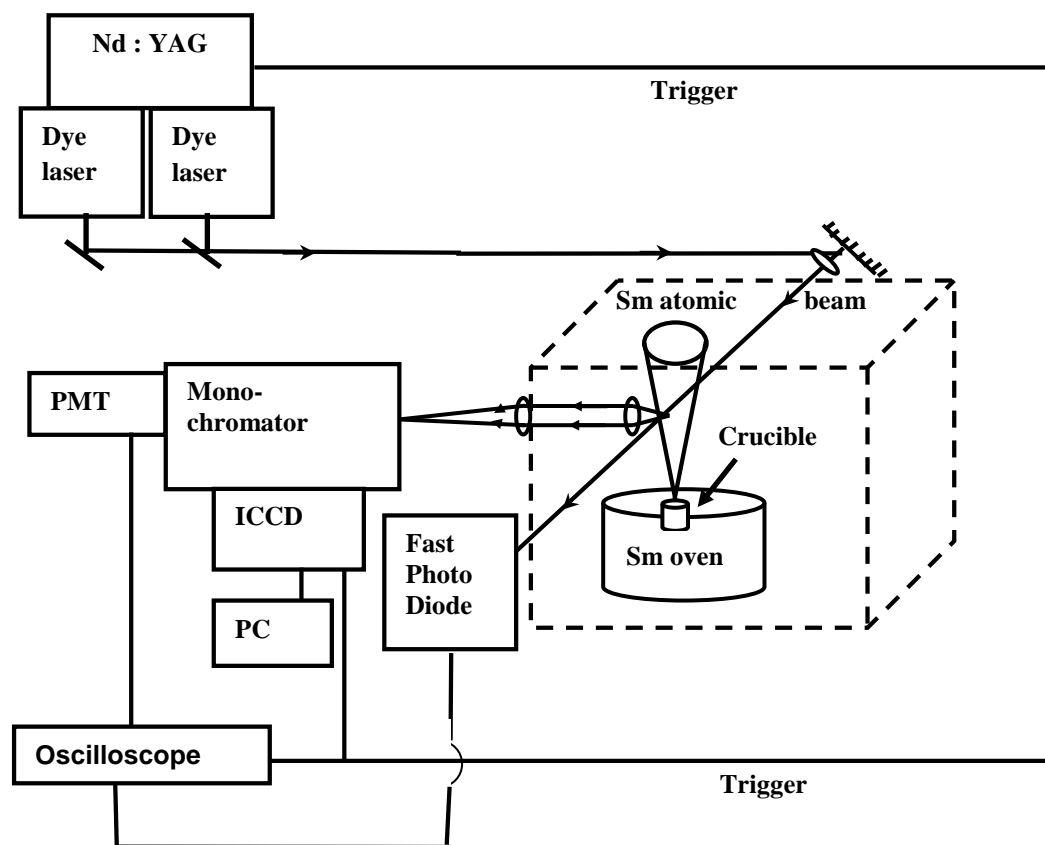 Nd : YAG
Trigger
Dye
laser
Dye
laser
Sm atomic beam
PMT
Mono-
chromator
Crucible
ICCD
Fast
Photo
Diode
Sm oven
PC
Oscilloscope
Trigger